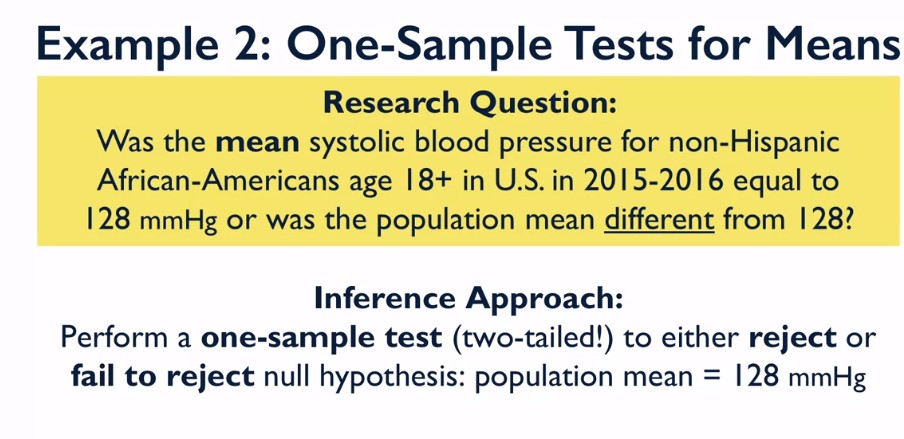 Example 2: One-Sample Tests for Means
Research Question:
Was the mean systolic blood pressure for non-Hispanic
African-Americans age 18+ in U.S. in 2015-2016 equal to
128 mmHg or was the population mean different from 128?
Inference Approach:
Perform a one-sample test (two-tailed!) to either reject or
fail to reject null hypothesis: population mean = 128 mmHg